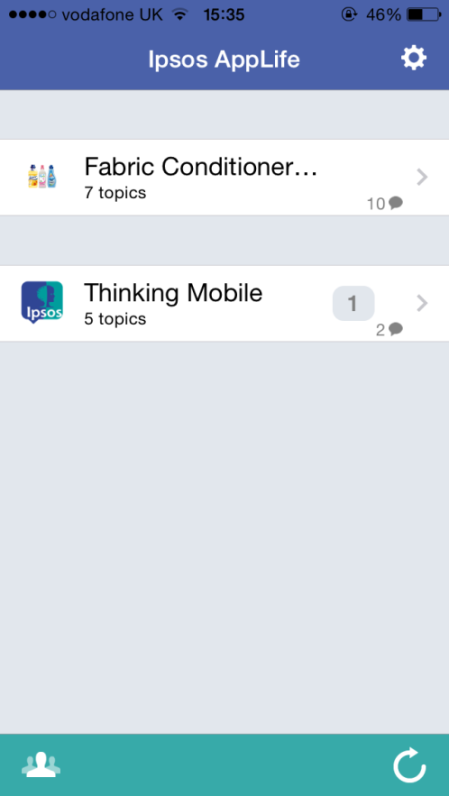 vodafone UK 15:35 46%
Ipsos AppLife
Fabric Conditioner…
7 topics
10
Thinking Mobile
5 topics
1
2
Ipsos